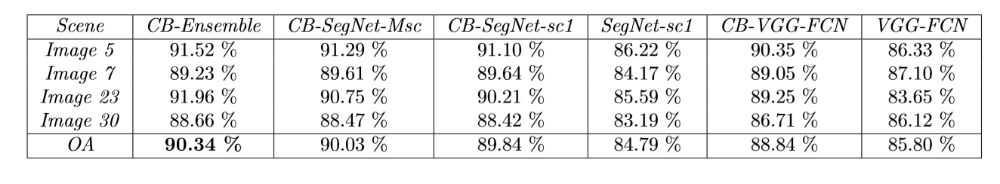 Scene CB-Ensemble CB-SegNet-Msc CB-SegNet-sc1 SegNet-sc1 CB-VGG-FCN VGG-FCN
Image 5 91.52 % 91.29 % 91.10 % 86.22 % 90.35 % 86.33 %
Image 7 89.23 % 89.61 % 89.64 % 84.17 % 89.05 % 87.10 %
Image 23 91.96 % 90.75 % 90.21 % 85.59 % 89.25 % 83.65 %
Image 30 88.66 % 88.47 % 88.42 % 83.19 % 86.71 % 86.12 %
OA 90.34 % 90.03 % 89.84 % 84.79 % 88.84 % 85.80 %